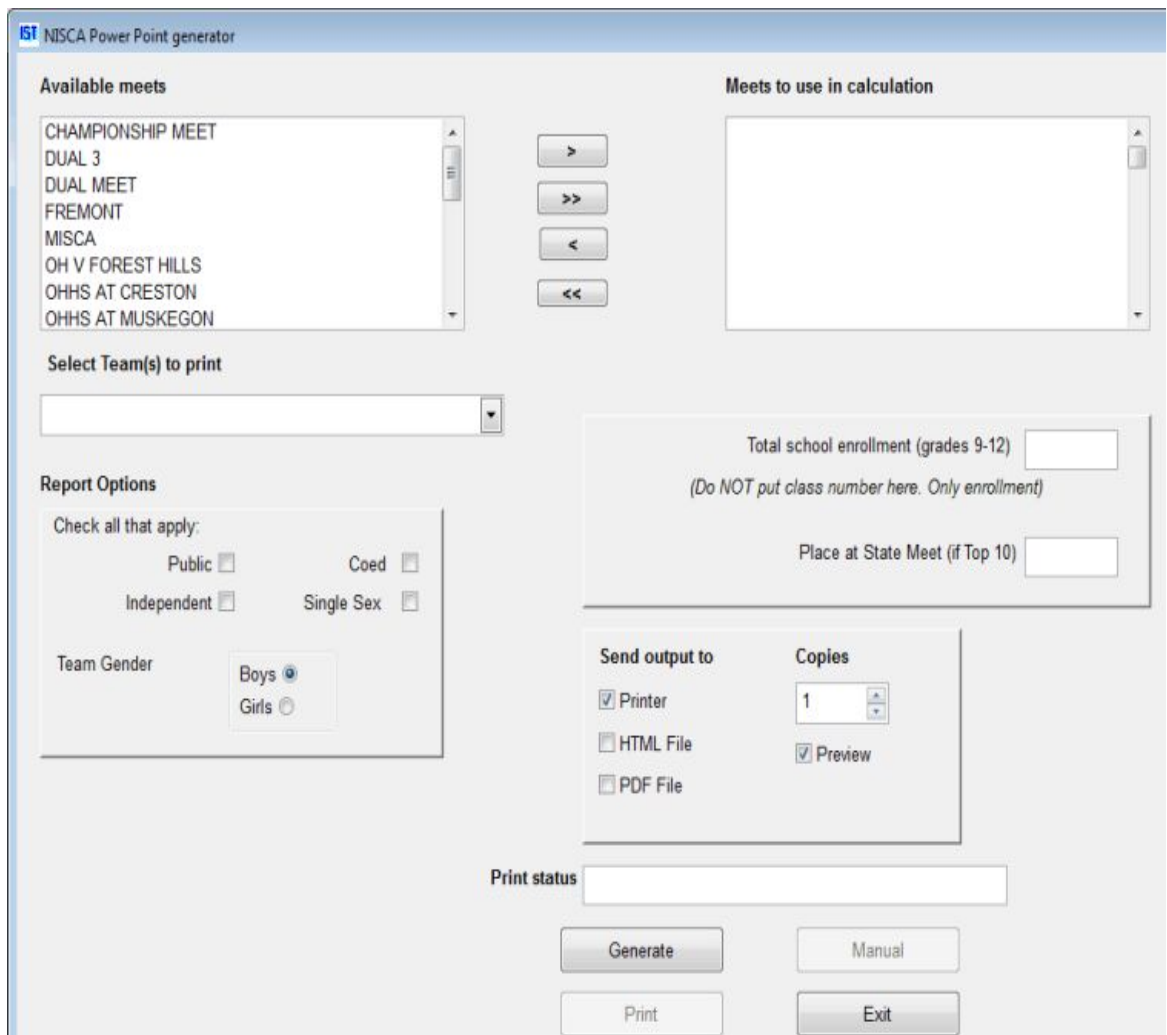 IST NISCA Power Point generator
Available meets
Meets to use in calculation
CHAMPIONSHIP MEET
DUAL 3
DUAL MEET
FREMONT
MISCA
OH V FOREST HILLS
OHHS AT CRESTON
OHHS AT MUSKEGON
>
>>
<
<<
Select Team(s) to print
Total school enrollment (grades 9-12)
(Do NOT put class number here. Only enrollment)
Place at State Meet (if Top 10)
Report Options
Check all that apply:
Public Coed
Independent Single Sex
Team Gender
Boys
Girls
Send output to Copies
Printer 1
HTML File Preview
PDF File
Print status
Generate Manual
Print Exit